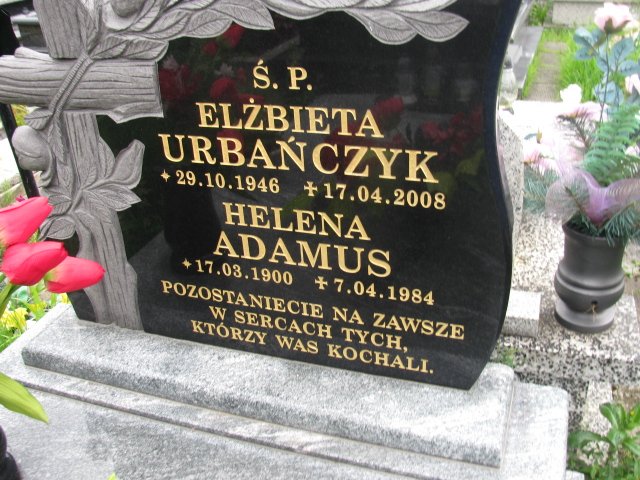 Ś. P.
ELŻBIETA
URBAŃCZYK
✦ 29.10.1946 ✝ 17.04.2008
HELENA
ADAMUS
✦ 17.03.1900 ✝ 7.04.1984
POZOSTANIECIE NA ZAWSZE
W SERCACH TYCH,
KTÓRZY WAS KOCHALI.